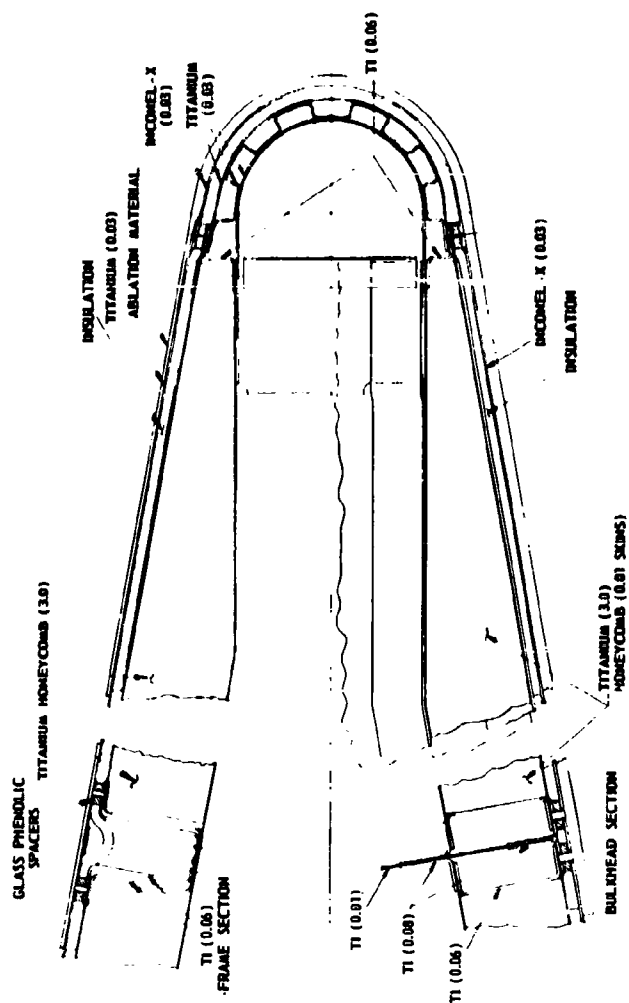 GLASS PHENOLIC
SPACERS
TITANIUM HONEYCOMB (3.0)
INSULATION
TITANIUM (0.03)
ABLATION MATERIAL
INCONEL-X
(0.03)
TITANIUM
(0.03)
TI (0.06)
INCONEL-X (0.03)
INSULATION
TITANIUM (3.0)
HONEYCOMB (0.01 SKINS)
TI (0.06)
FRAME SECTION
TI (0.01)
TI (0.08)
TI (0.06)
BULKHEAD SECTION